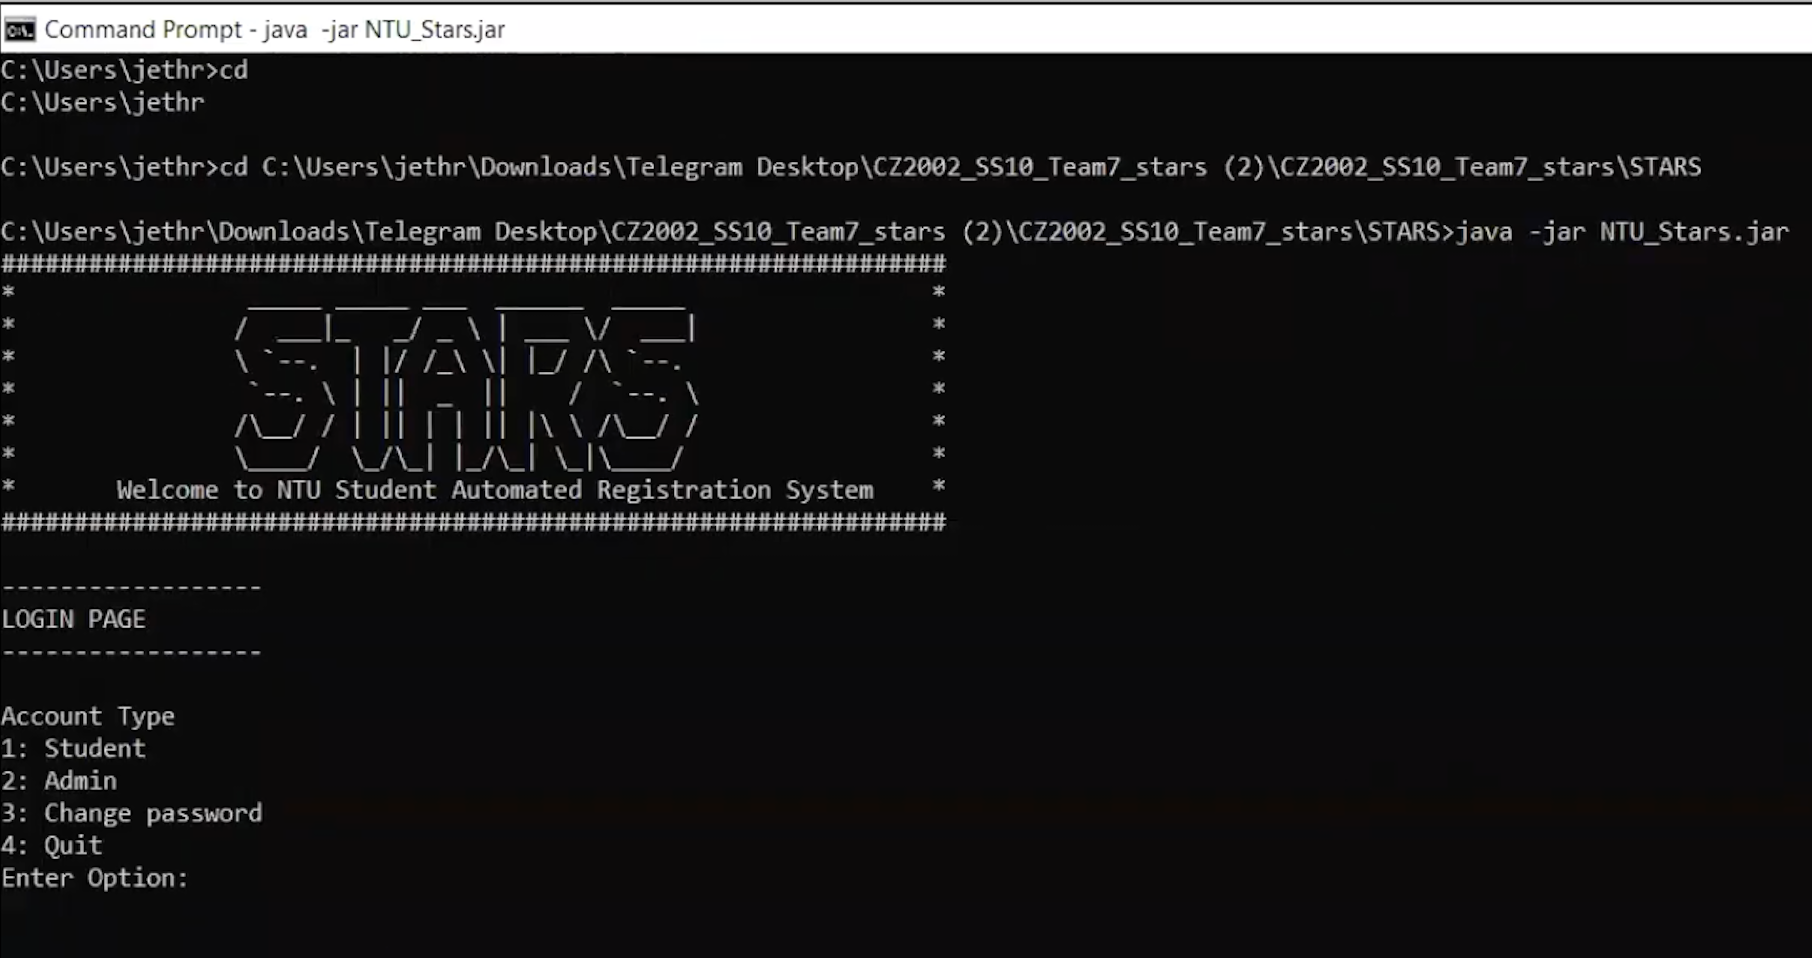 Command Prompt - java  -jar NTU_Stars.jar
C:\Users\jethr>cd
C:\Users\jethr
C:\Users\jethr>cd C:\Users\jethr\Downloads\Telegram Desktop\CZ2002_SS10_Team7_stars (2)\CZ2002_SS10_Team7_stars\STARS
C:\Users\jethr\Downloads\Telegram Desktop\CZ2002_SS10_Team7_stars (2)\CZ2002_SS10_Team7_stars\STARS>java -jar NTU_Stars.jar
#################################################################
STARS
* Welcome to NTU Student Automated Registration System *
#################################################################
------------------
LOGIN PAGE
------------------
Account Type
1: Student
2: Admin
3: Change password
4: Quit
Enter Option: